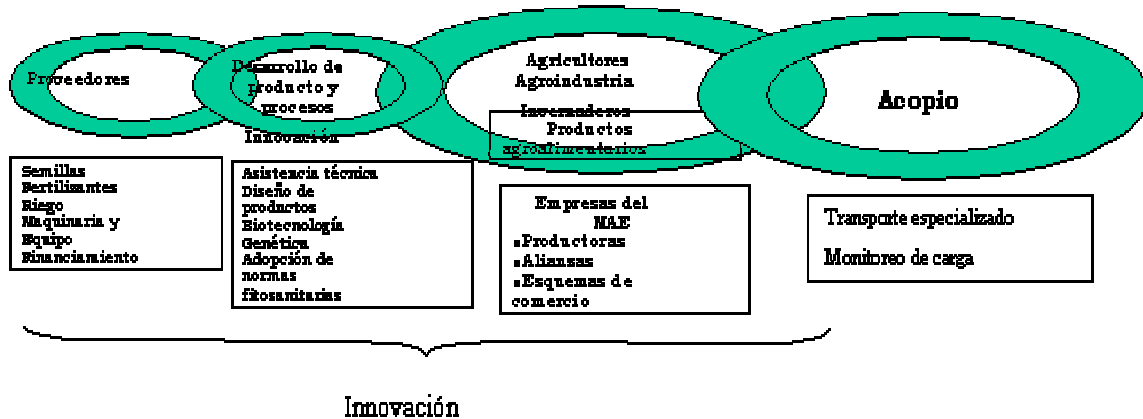 Proveedores
Desarrollo de
producto y
procesos
Innovación
Agricultores
Agroindustria
Invernaderos
Productos
agroalimentarios
Acopio
Semillas
Fertilizantes
Riego
Maquinaria y
Equipo
Financiamiento
Asistencia técnica
Diseño de
productos
Biotecnología
Genética
Adopción de
normas
fitosanitarias
Empresas del
MAE
•Productoras
•Aliansas
•Esquemas de
comercio
Transporte especializado
Monitoreo de carga
Innovación